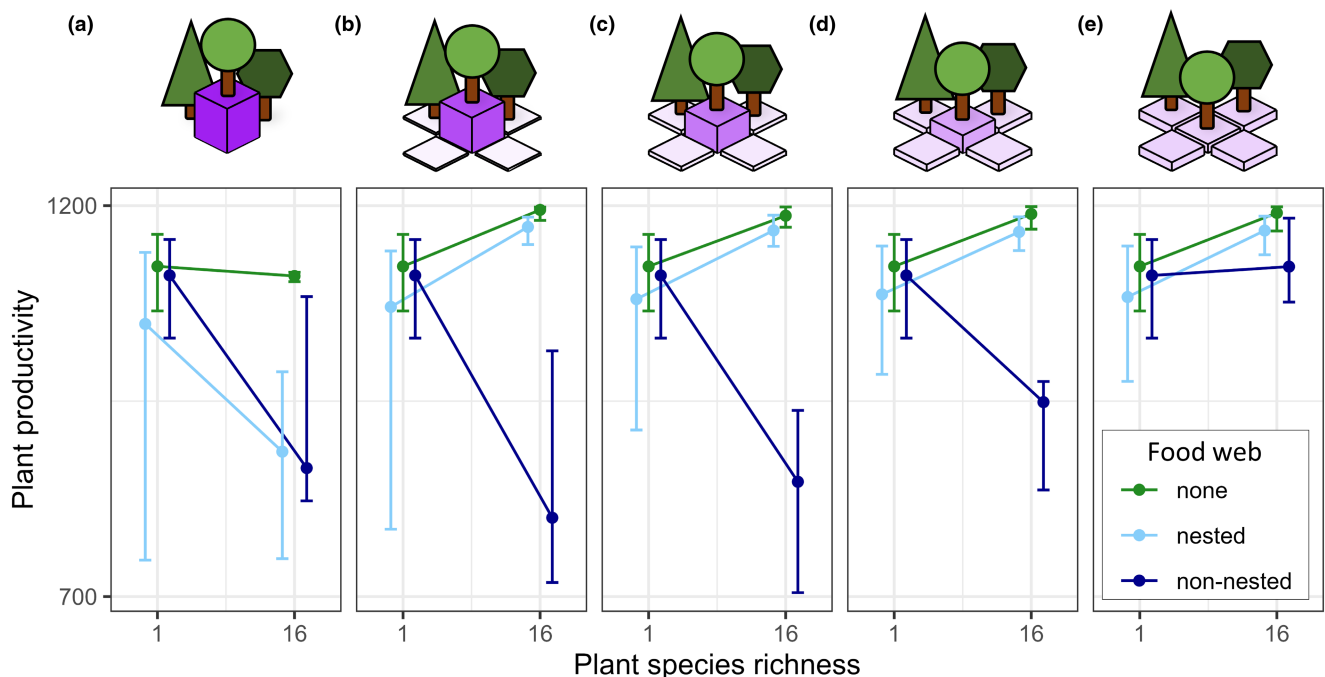 (a)
(b)
(c)
(d)
(e)
1200
700
Plant productivity
1 16
1 16
1 16
1 16
1 16
Plant species richness
Food web
none
nested
non-nested